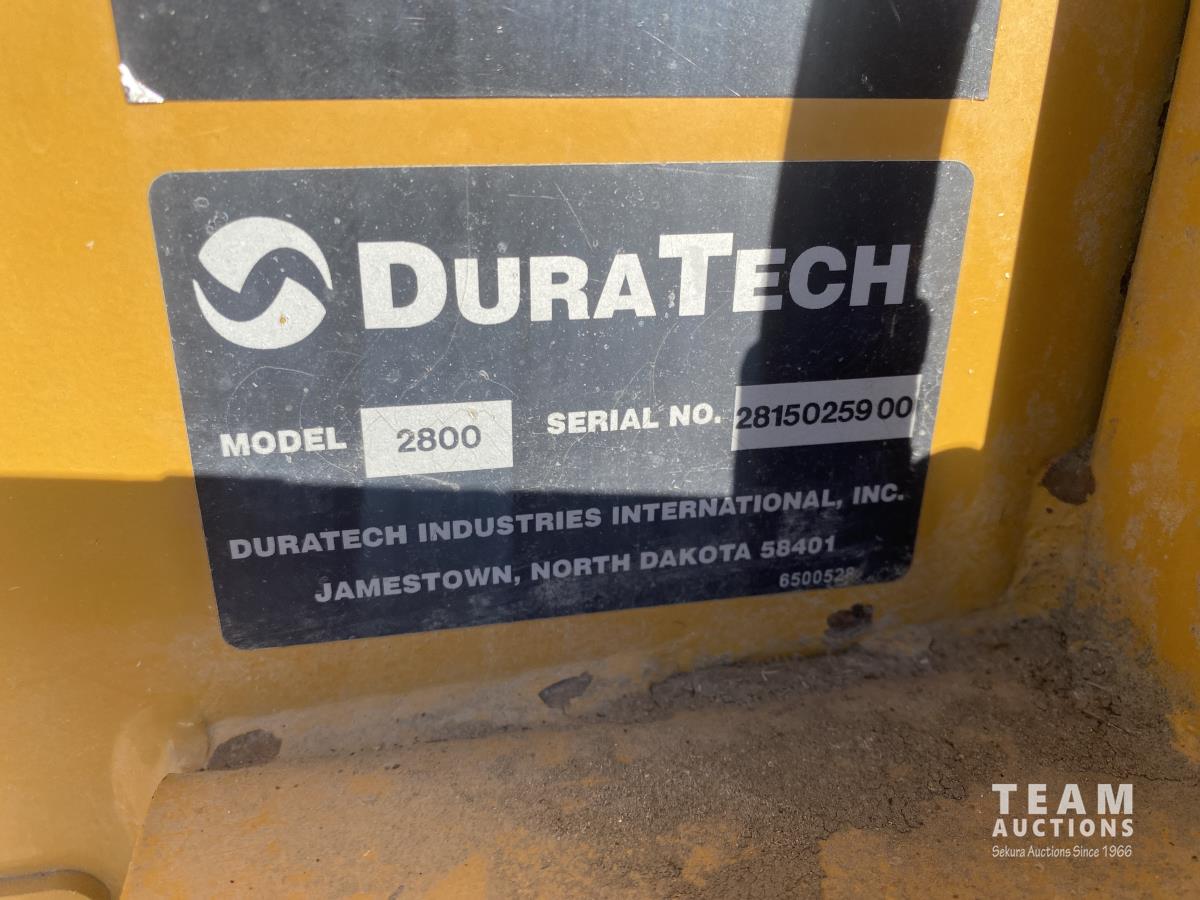 DURATECH
MODEL 2800 SERIAL NO. 2815025900
DURATECH INDUSTRIES INTERNATIONAL, INC.
JAMESTOWN, NORTH DAKOTA 58401
6500528
TEAM
AUCTIONS
Sekura Auctions Since 1966